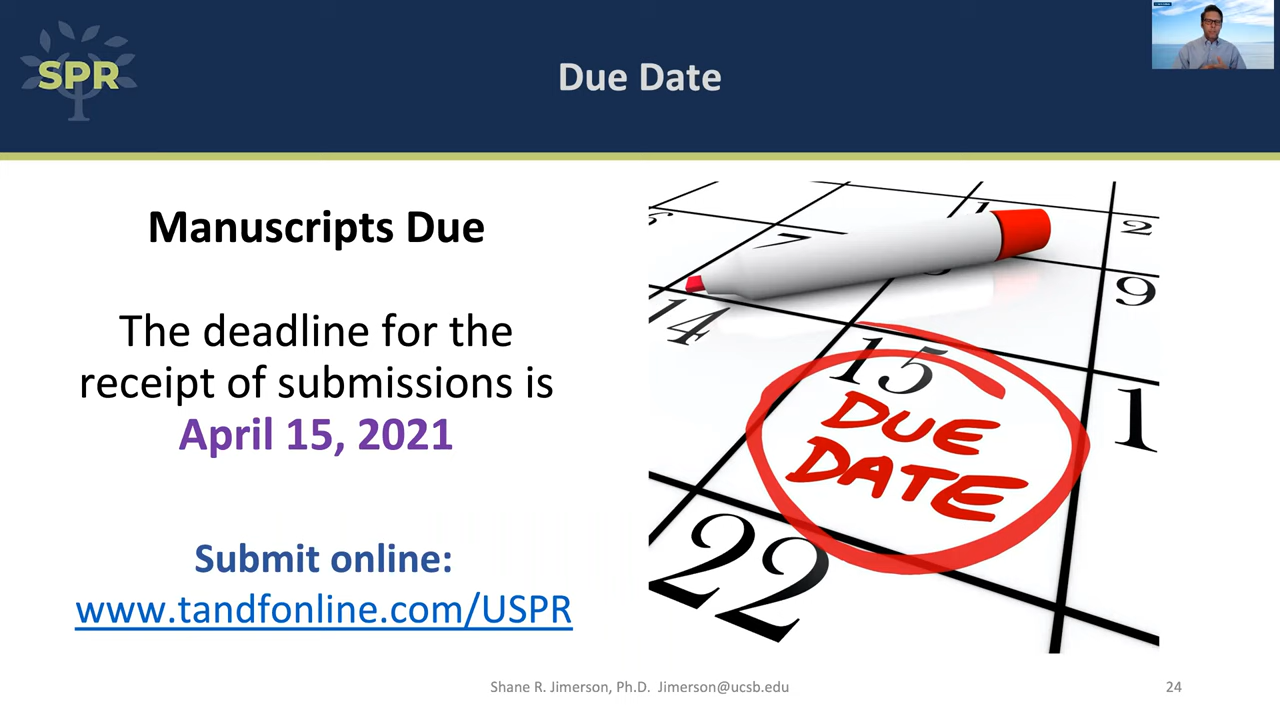 SPR
Due Date
Manuscripts Due
The deadline for the
receipt of submissions is
April 15, 2021
Submit online:
www.tandfonline.com/USPR
7
1
2
9
14
15
DUE
DATE
1
22
Shane R. Jimerson, Ph.D. Jimerson@ucsb.edu
24